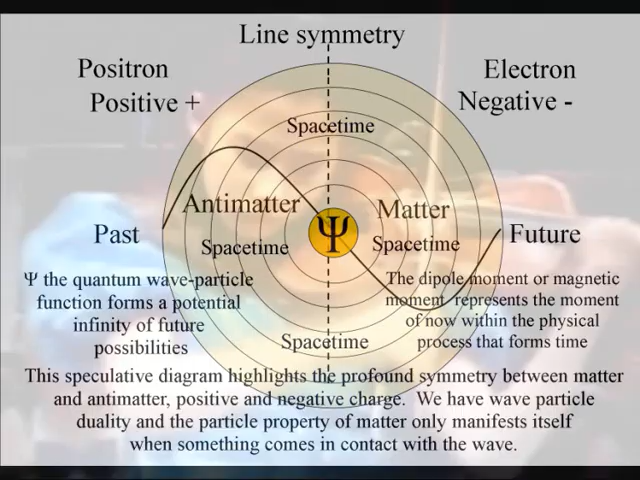 Line symmetry
Positron
Electron
Positive +
Negative -
Spacetime
Antimatter
Matter
Past
Ψ
Future
Spacetime
Spacetime
Ψ the quantum wave-particle
function forms a potential
infinity of future
possibilities
The dipole moment or magnetic
moment represents the moment
of now within the physical
process that forms time
Spacetime
This speculative diagram highlights the profound symmetry between matter
and antimatter, positive and negative charge. We have wave particle
duality and the particle property of matter only manifests itself
when something comes in contact with the wave.